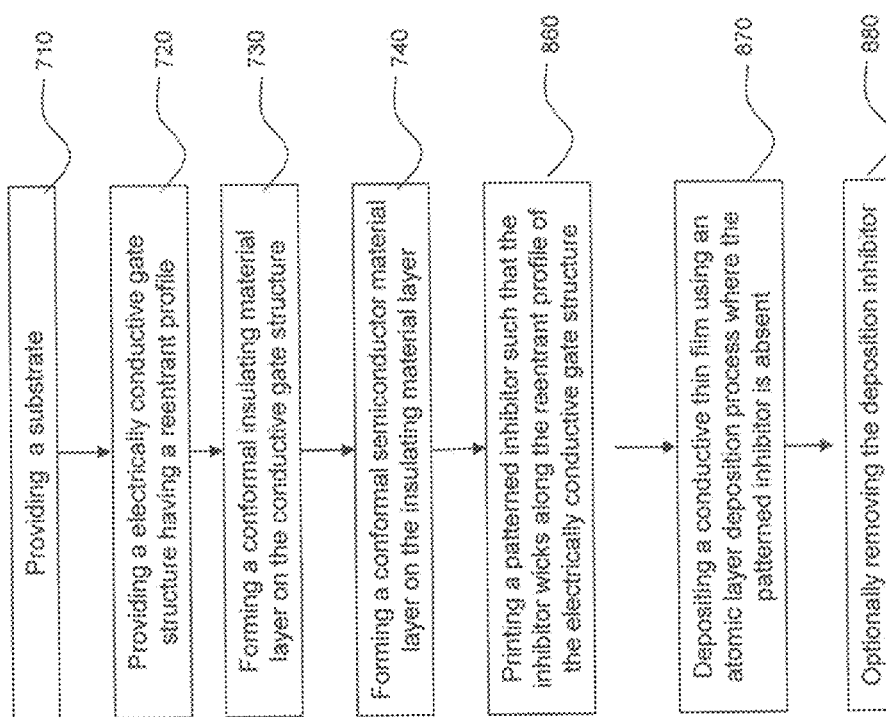 Providing a substrate
710
Providing a electrically conductive gate
structure having a reentrant profile
720
Forming a conformal insulating material
layer on the conductive gate structure
730
Forming a conformal semiconductor material
layer on the insulating material layer
740
Printing a patterned inhibitor such that the
inhibitor wicks along the reentrant profile of
the electrically conductive gate structure
860
Depositing a conductive thin film using an
atomic layer deposition process where the
patterned inhibitor is absent
870
Optionally removing the deposition inhibitor
880